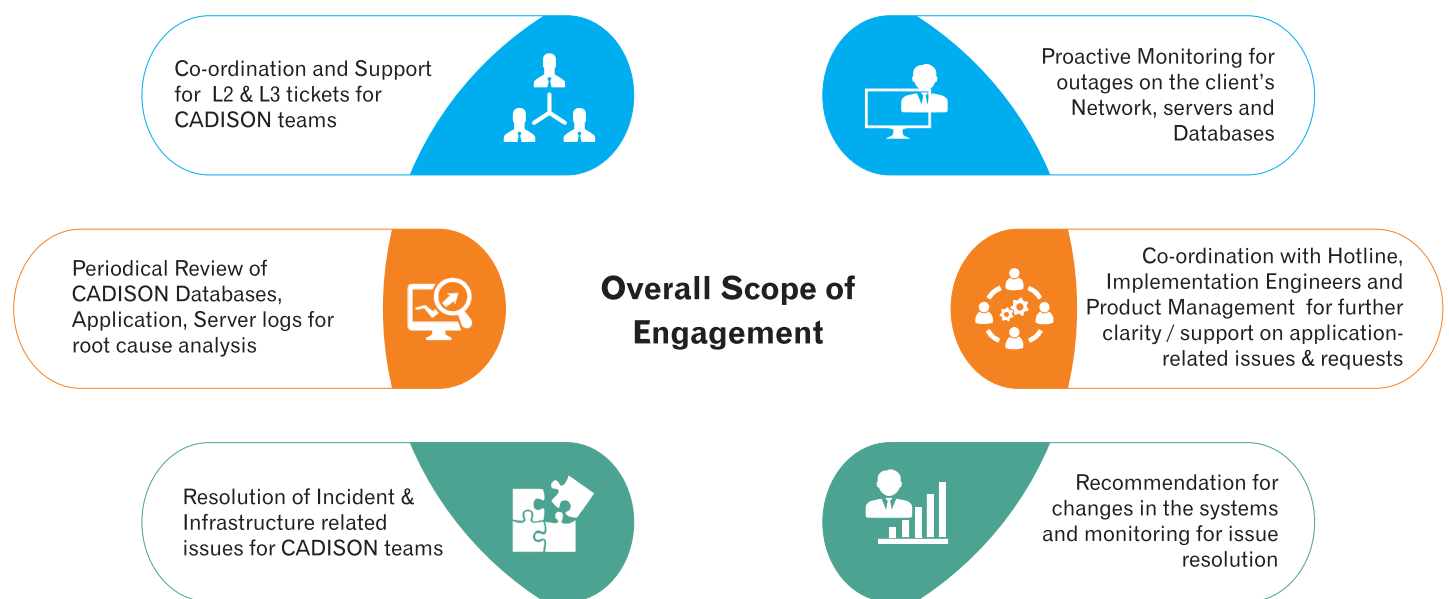 Co-ordination and Support
for L2 & L3 tickets for
CADISON teams
Proactive Monitoring for
outages on the client's
Network, servers and
Databases
Periodical Review of
CADISON Databases,
Application, Server logs for
root cause analysis
Overall Scope of
Engagement
Co-ordination with Hotline,
Implementation Engineers and
Product Management for further
clarity / support on application-
related issues & requests
Resolution of Incident &
Infrastructure related
issues for CADISON teams
Recommendation for
changes in the systems
and monitoring for issue
resolution